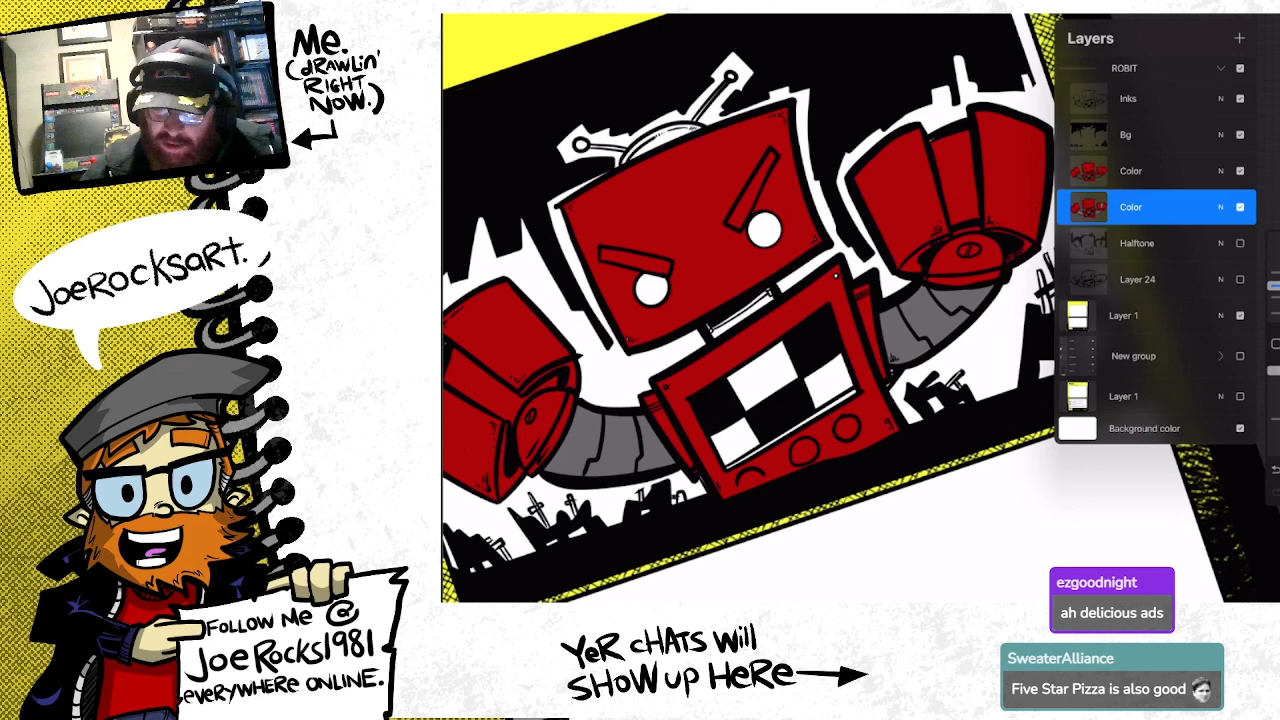 Me.
(drawlin'
right
now.)
JoeRocksArt.
Follow me @
JoeRocks1981
everywhere online.
Yer chats will
show up here
Layers
+
ROBIT
Inks
N
Bg
N
Color
N
Color
N
Halftone
N
Layer 24
N
Layer 1
N
New group
Layer 1
N
Background color
ezgoodnight
ah delicious ads
SweaterAlliance
Five Star Pizza is also good